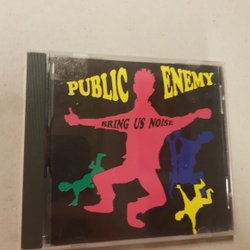 PUBLIC ENEMY
BRING US NOISE